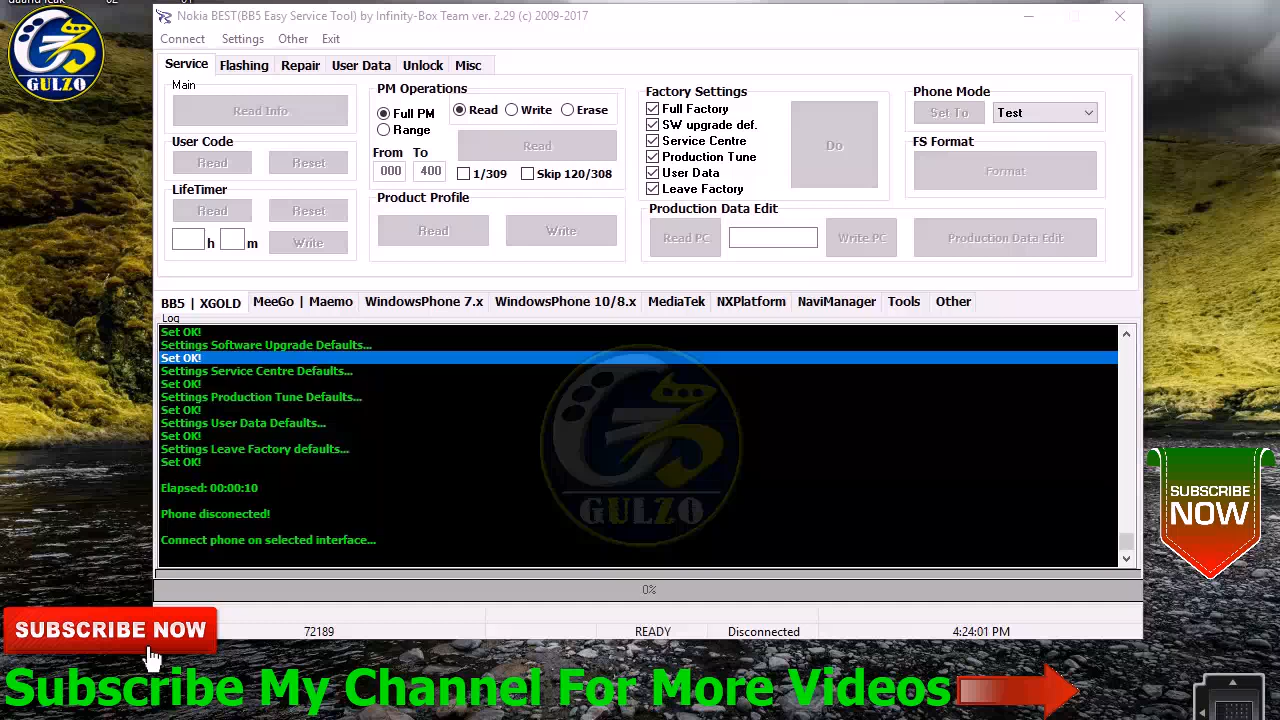 Nokia BEST(BB5 Easy Service Tool) by Infinity-Box Team ver. 2.29 (c) 2009-2017
Connect Settings Other Exit
Service Flashing Repair User Data Unlock Misc
Main
Read Info
User Code
Read Reset
LifeTimer
Read Reset
h m Write
PM Operations
Full PM
Range
Read Write Erase
Read
From To
000 400
1/309 Skip 120/308
Product Profile
Read Write
Factory Settings
Full Factory
SW upgrade def.
Service Centre
Production Tune
User Data
Leave Factory
Do
Phone Mode
Set To Test
FS Format
Format
Production Data Edit
Read PC Write PC Production Data Edit
BB5 | XGOLD MeeGo | Maemo WindowsPhone 7.x WindowsPhone 10/8.x MediaTek NXPlatform NaviManager Tools Other
Log
Set OK!
Settings Software Upgrade Defaults...
Set OK!
Settings Service Centre Defaults...
Set OK!
Settings Production Tune Defaults...
Set OK!
Settings User Data Defaults...
Set OK!
Settings Leave Factory defaults...
Set OK!
Elapsed: 00:00:10
Phone disconected!
Connect phone on selected interface...
0%
72189 READY Disconnected 4:24:01 PM
GULZO
GULZO
SUBSCRIBE
NOW
SUBSCRIBE NOW
Subscribe My Channel For More Videos